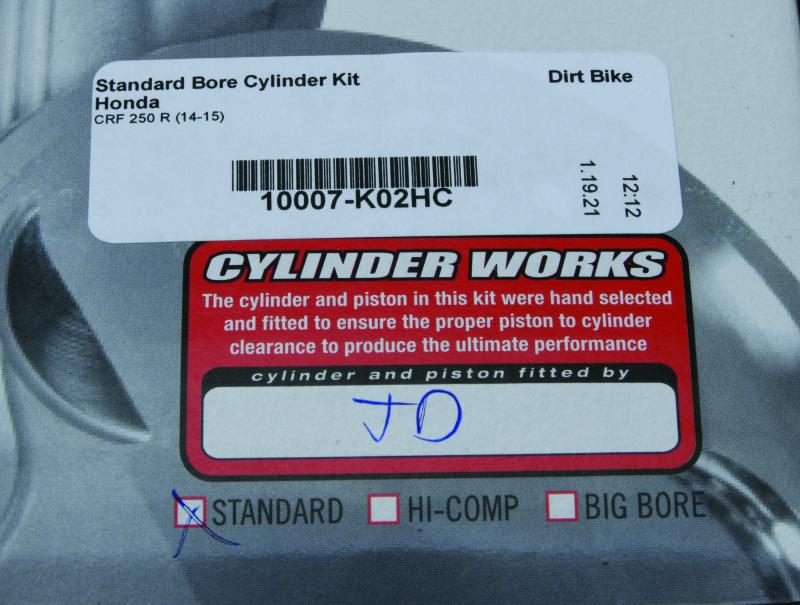 Standard Bore Cylinder Kit
Dirt Bike
Honda
CRF 250 R (14-15)
10007-K02HC
1.19.21
12:12
CYLINDER WORKS
The cylinder and piston in this kit were hand selected
and fitted to ensure the proper piston to cylinder
clearance to produce the ultimate performance
cylinder and piston fitted by
JD
STANDARD HI-COMP BIG BORE